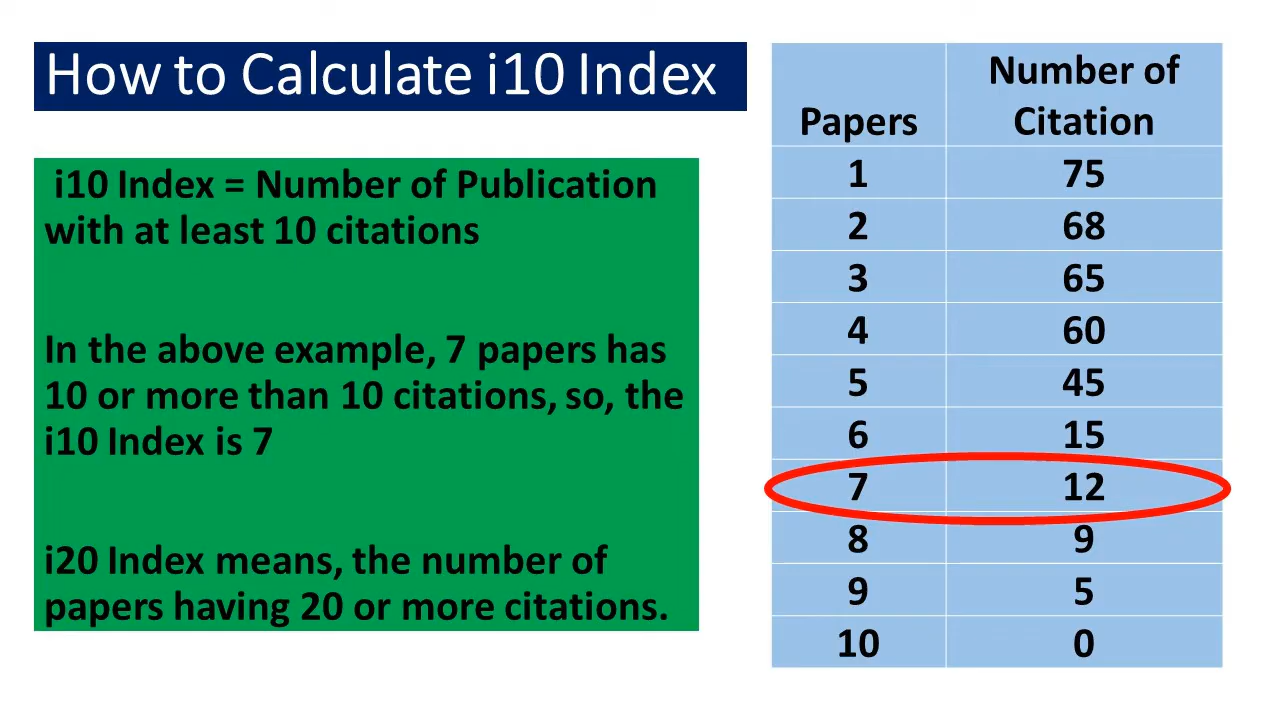 How to Calculate i10 Index
i10 Index = Number of Publication
with at least 10 citations
In the above example, 7 papers has
10 or more than 10 citations, so, the
i10 Index is 7
i20 Index means, the number of
papers having 20 or more citations.
Papers Number of Citation
1 75
2 68
3 65
4 60
5 45
6 15
7 12
8 9
9 5
10 0